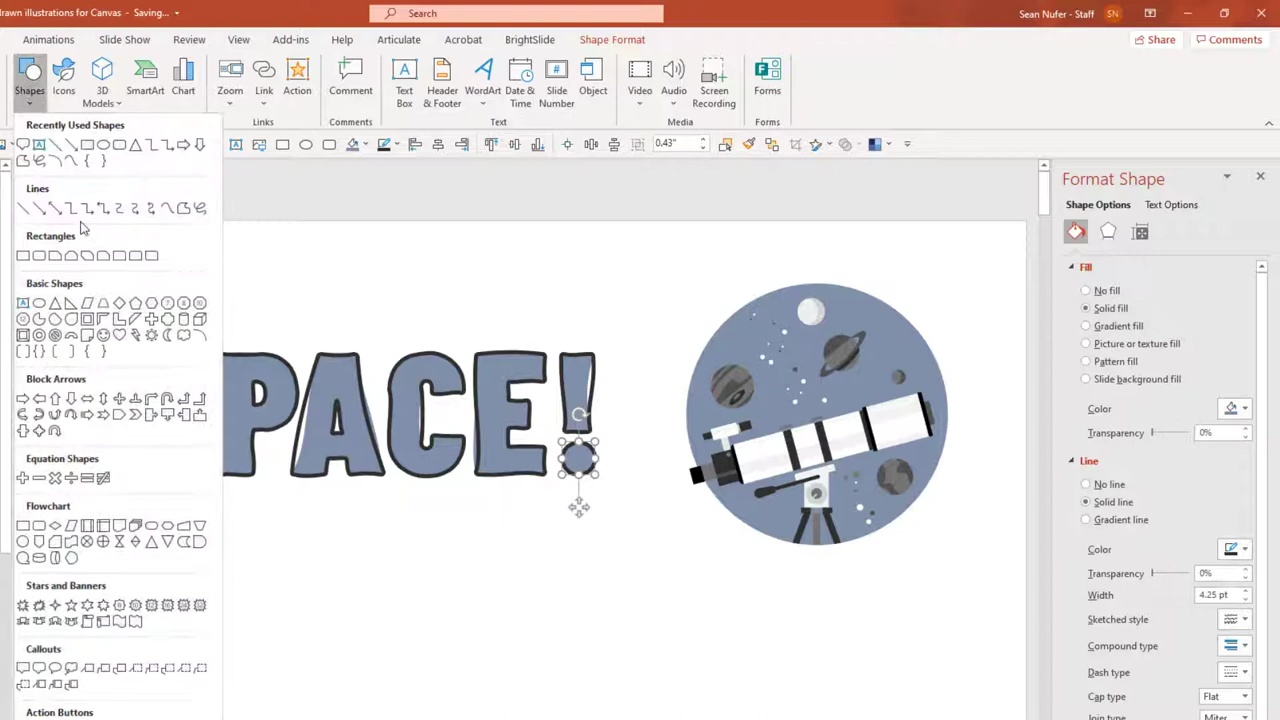 drawn illustrations for Canvas - Saving...
Search
Sean Nufer - Staff
SN
Animations
Slide Show
Review
View
Add-ins
Help
Articulate
Acrobat
BrightSlide
Shape Format
Share
Comments
Shapes
Icons
3D Models
SmartArt
Chart
Zoom
Link
Action
Comment
Text Box
Header & Footer
WordArt
Date & Time
Slide Number
Object
Video
Audio
Screen Recording
Forms
Links
Comments
Text
Media
Forms
0.43"
Recently Used Shapes
Lines
Rectangles
Basic Shapes
Block Arrows
Equation Shapes
Flowchart
Stars and Banners
Callouts
Action Buttons
PACE!
Format Shape
Shape Options
Text Options
Fill
No fill
Solid fill
Gradient fill
Picture or texture fill
Pattern fill
Slide background fill
Color
Transparency
0%
Line
No line
Solid line
Gradient line
Color
Transparency
0%
Width
4.25 pt
Sketched style
Compound type
Dash type
Cap type
Flat
Join type
Miter